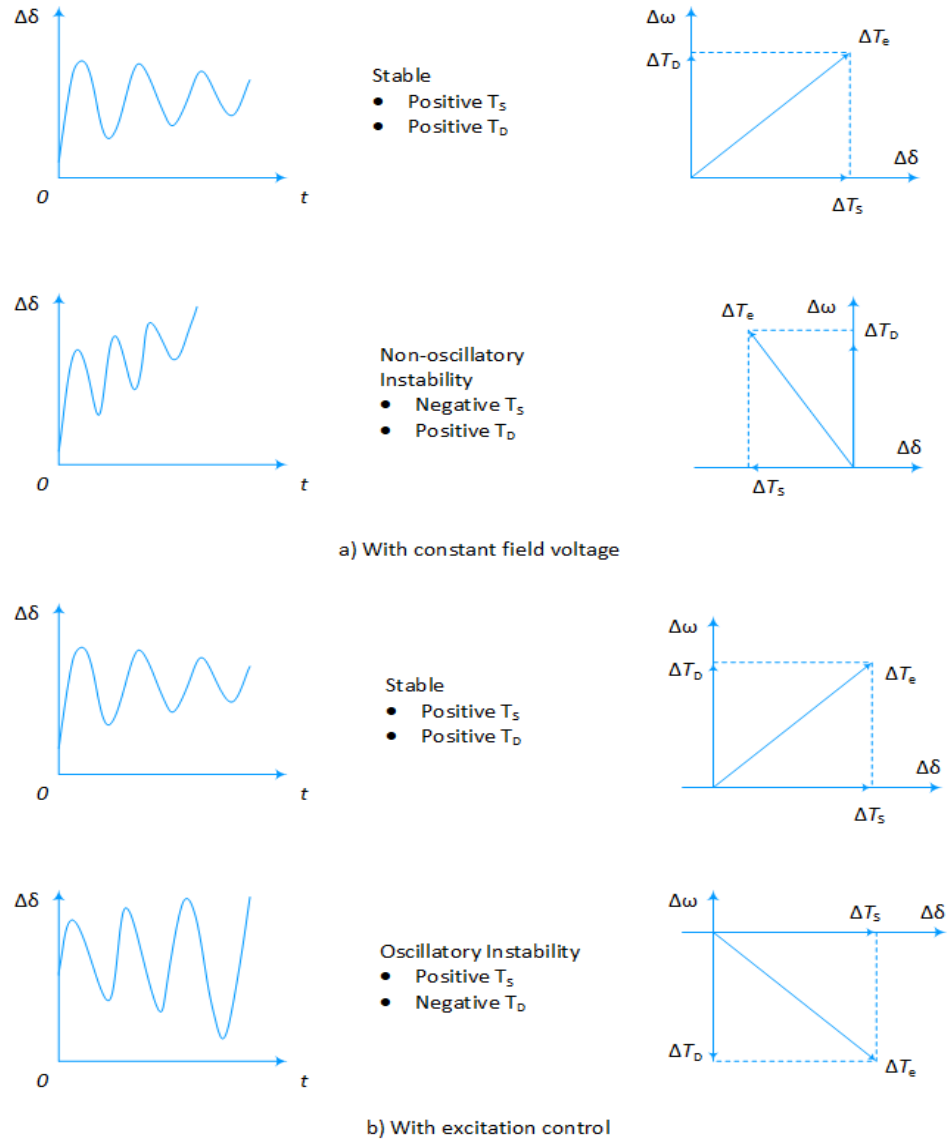 Δδ
0
t
Stable
● Positive T_S
● Positive T_D
Δω
ΔT_D
ΔT_e
Δδ
ΔT_S
Δδ
0
t
Non-oscillatory
Instability
● Negative T_S
● Positive T_D
ΔT_e
Δω
ΔT_D
Δδ
ΔT_S
a) With constant field voltage
Δδ
0
t
Stable
● Positive T_S
● Positive T_D
Δω
ΔT_D
ΔT_e
Δδ
ΔT_S
Δδ
0
t
Oscillatory Instability
● Positive T_S
● Negative T_D
Δω
ΔT_S
Δδ
ΔT_D
ΔT_e
b) With excitation control